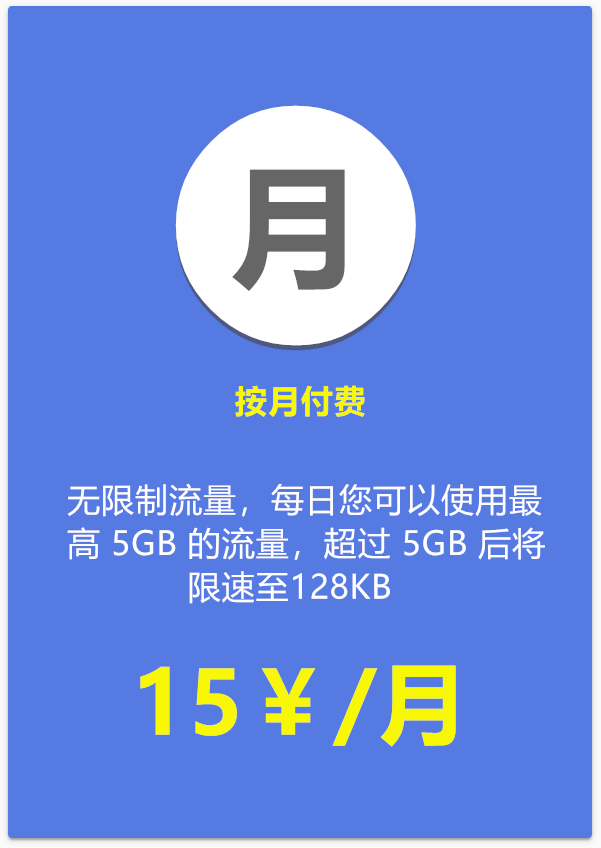 月
按月付费
无限制流量，每日您可以使用最
高 5GB 的流量，超过 5GB 后将
限速至128KB
15￥/月